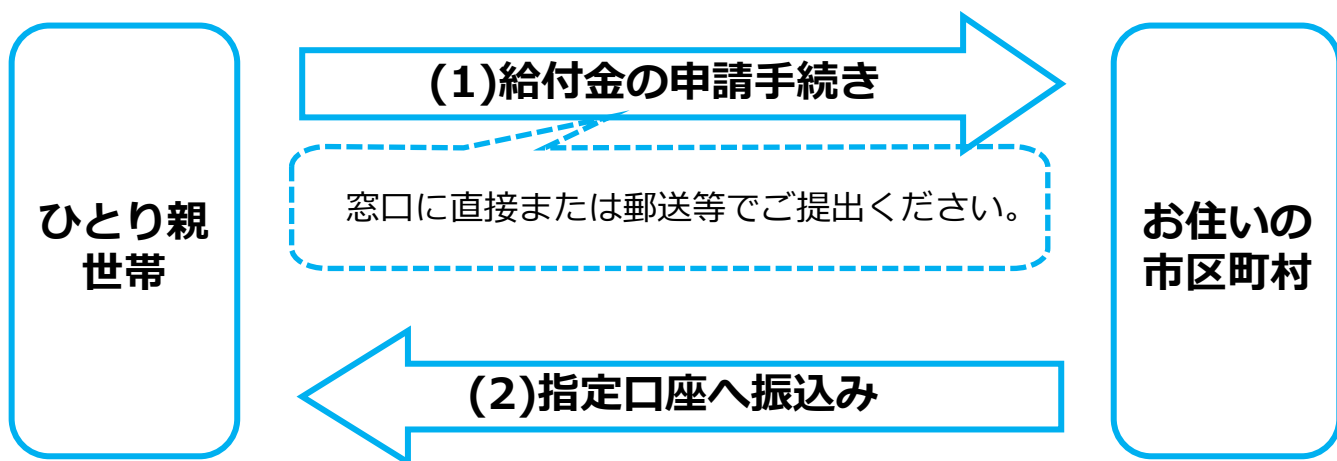 (1)給付金の申請手続き
窓口に直接または郵送等でご提出ください。
ひとり親
世帯
お住いの
市区町村
(2)指定口座へ振込み